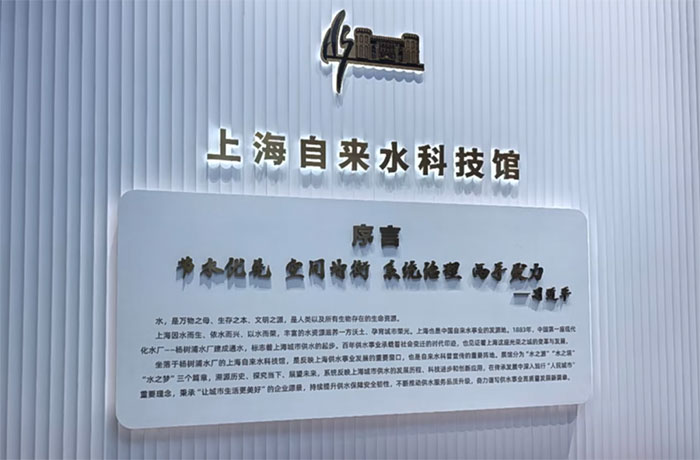 上海自来水科技馆
序言
节水优先 空间均衡 系统治理 两手发力
——习近平
水，是万物之母、生存之本、文明之源，是人类以及所有生物存在的生命资源。
上海因水而生、依水而兴、以水而荣，丰富的水资源滋养一方沃土、孕育城市荣光。上海也是中国自来水事业的发源地。1883年，中国第一座现代
化水厂——杨树浦水厂建成通水，标志着上海城市供水的起步，百年供水事业承载着社会变迁的时代印迹，也见证着上海这座光荣之城的变革与发展。
坐落于杨树浦水厂的上海自来水科技馆，是反映上海供水事业发展的重要窗口，也是自来水科普宣传的重要阵地。展馆分为“水之源”“水之运”
“水之梦”三个篇章，溯源历史、探究当下、展望未来，系统反映上海城市供水的发展历程、科技进步和创新应用，在传承发展中深入践行“人民城市”
重要理念，秉承“让城市生活更美好”的企业愿景，持续提升供水保障安全韧性，不断推动供水服务品质升级，奋力谱写供水事业高质量发展新篇章。